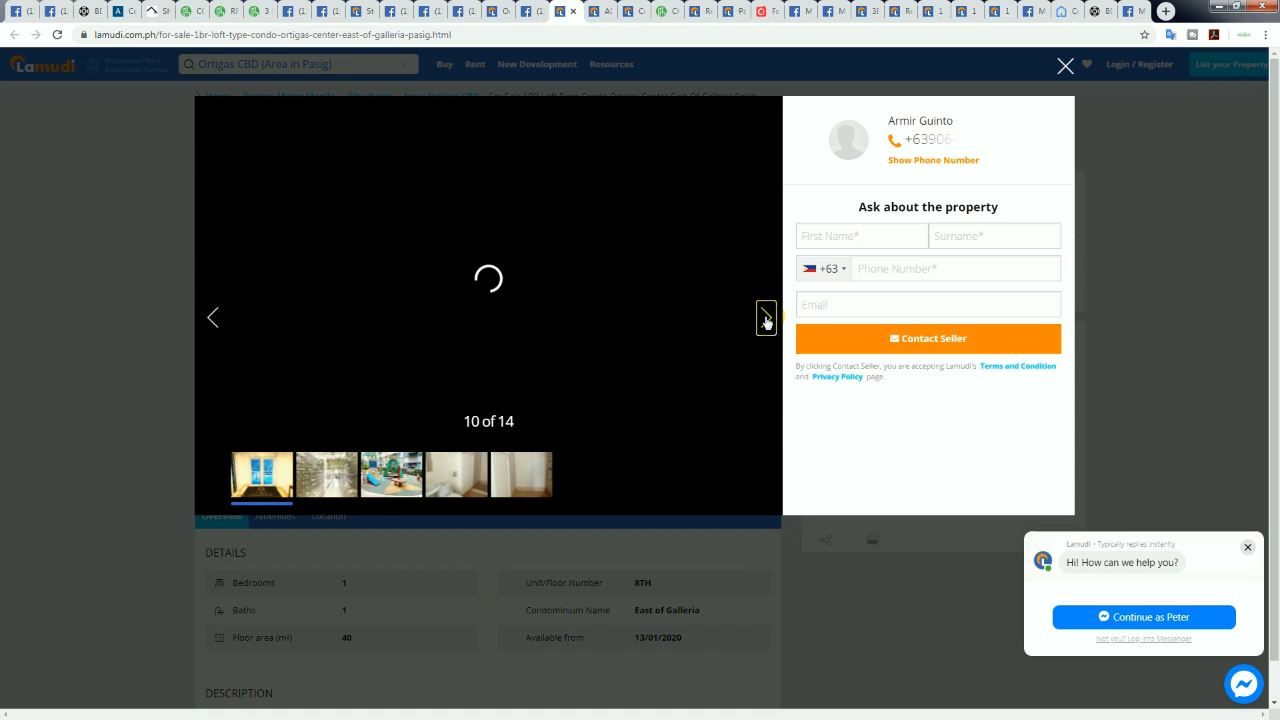 lamudi.com.ph/for-sale-1br-loft-type-condo-ortigas-center-east-of-galleria-pasig.html
Lamudi
Ortigas CBD (Area in Pasig)
Buy
Rent
New Development
Resources
Login / Register
List your Property
Armir Guinto
+63906
Show Phone Number
Ask about the property
First Name*
Surname*
+63
Phone Number*
Email
Contact Seller
By clicking Contact Seller, you are accepting Lamudi's Terms and Condition
and Privacy Policy page.
10 of 14
Overview
Amenities
Location
DETAILS
Bedrooms 1
Unit/Floor Number 8TH
Baths 1
Condominium Name East of Galleria
Floor area (m²) 40
Available from 13/01/2020
DESCRIPTION
Lamudi • Typically replies instantly
Hi! How can we help you?
Continue as Peter
Not you? Log into Messenger